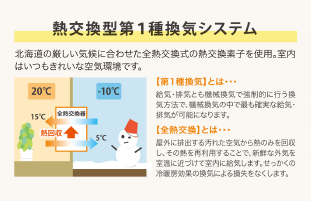 熱交換型第1種換気システム
北海道の厳しい気候に合わせた全熱交換式の熱交換素子を使用。室内
はいつもきれいな空気環境です。
20℃
-10℃
全熱交換器
15℃
熱回収
5℃
【第1種換気】とは・・・
給気・排気とも機械換気で強制的に行う換
気方法で、機械換気の中で最も確実な給気・
排気が可能になります。
【全熱交換】とは・・・
屋外に排出する汚れた空気から熱のみを回収
し、その熱を再利用することで、新鮮な外気を
室温に近づけて室内に給気します。せっかくの
冷暖房効果の換気による損失をなくします。